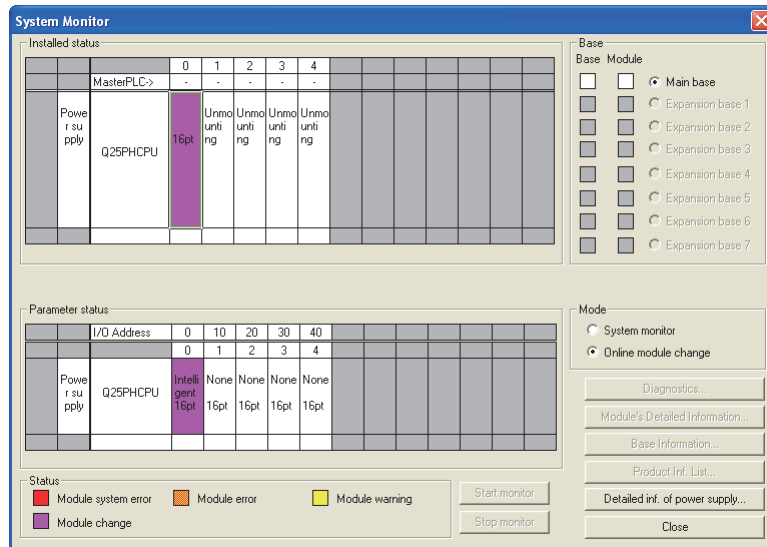 System Monitor
Installed status
0 1 2 3 4
MasterPLC-> - - - - -
Powe
r su
pply
Q25PHCPU
16pt
Unmo
unti
ng
Unmo
unti
ng
Unmo
unti
ng
Unmo
unti
ng
Base
Base Module
Main base
Expansion base 1
Expansion base 2
Expansion base 3
Expansion base 4
Expansion base 5
Expansion base 6
Expansion base 7
Parameter status
I/O Address 0 10 20 30 40
0 1 2 3 4
Powe
r su
pply
Q25PHCPU
Intelli
gent
16pt
None
16pt
None
16pt
None
16pt
None
16pt
Mode
System monitor
Online module change
Diagnostics...
Module's Detailed Information...
Base Information...
Product Inf. List...
Detailed inf. of power supply...
Close
Status
Module system error
Module error
Module warning
Module change
Start monitor
Stop monitor